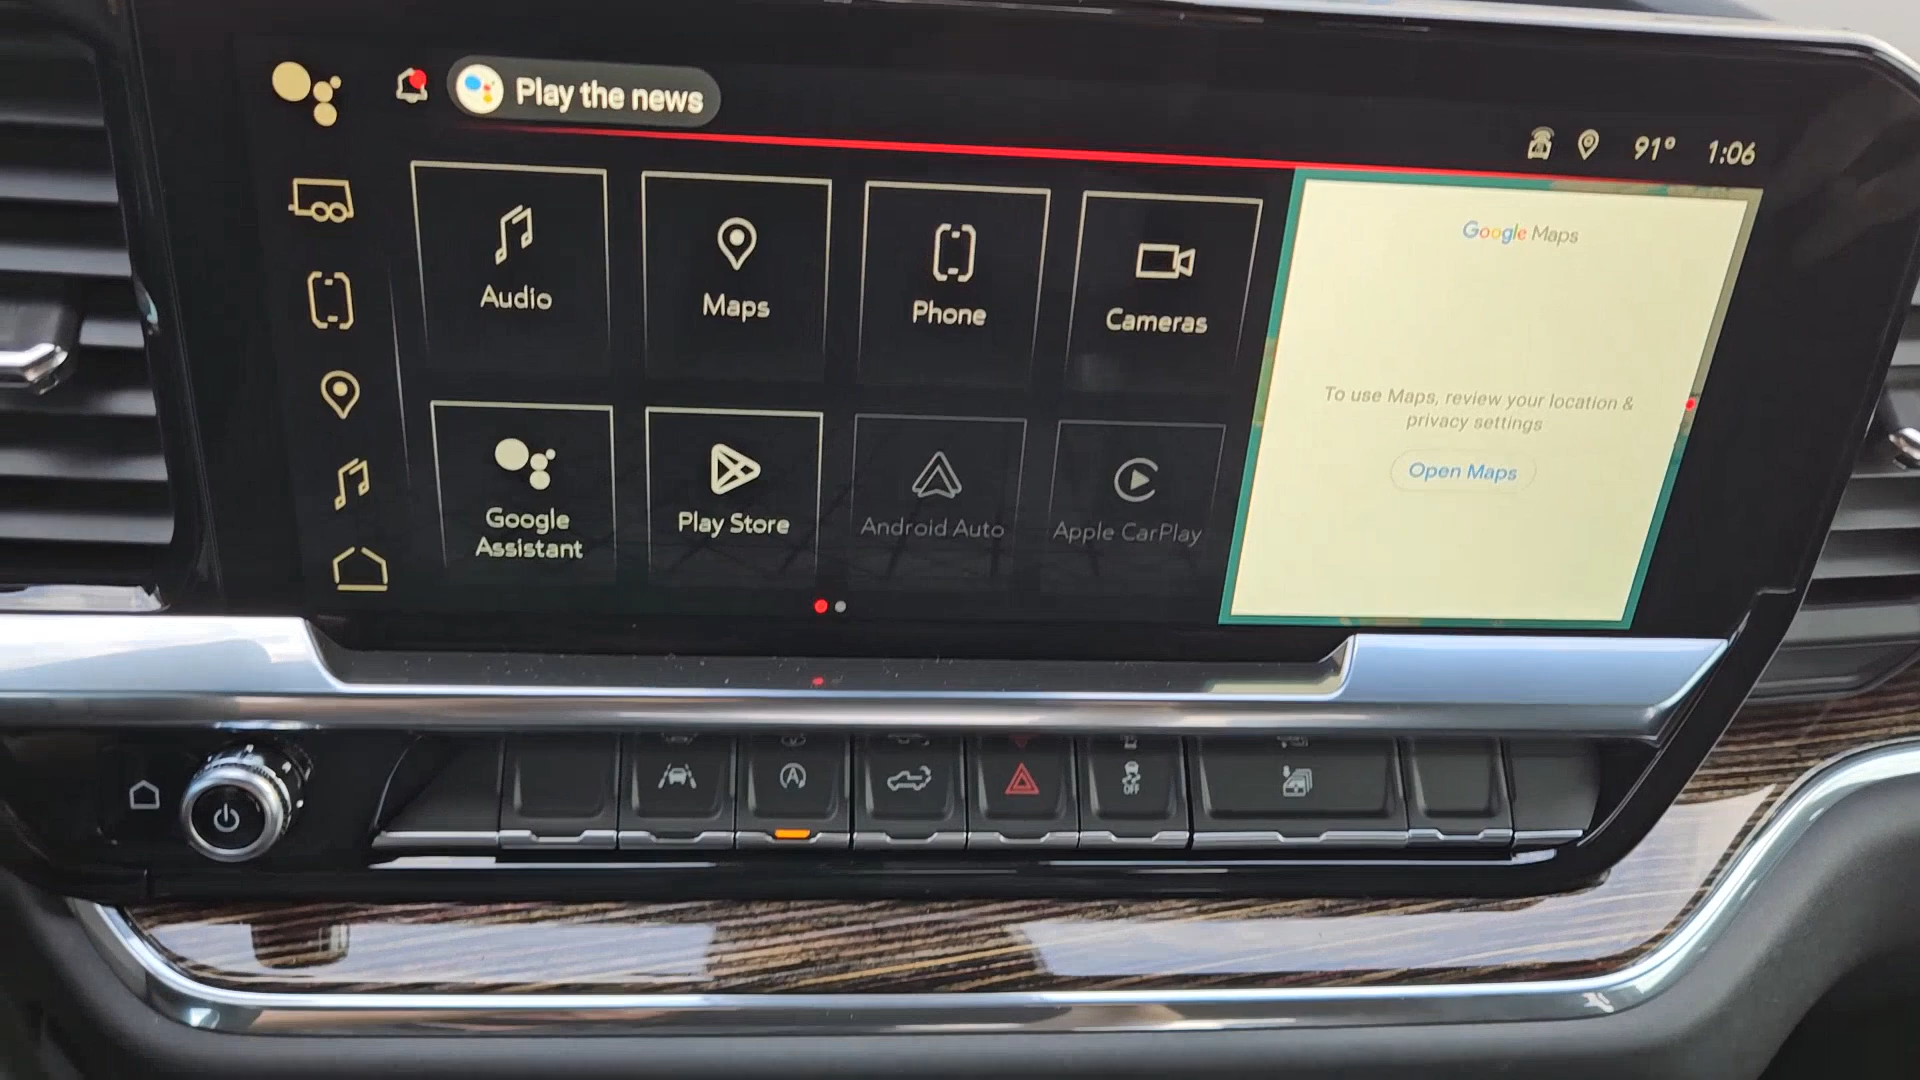 Play the news
91° 1:06
Audio
Maps
Phone
Cameras
Google
Assistant
Play Store
Android Auto
Apple CarPlay
Google Maps
To use Maps, review your location &
privacy settings
Open Maps
A
OFF